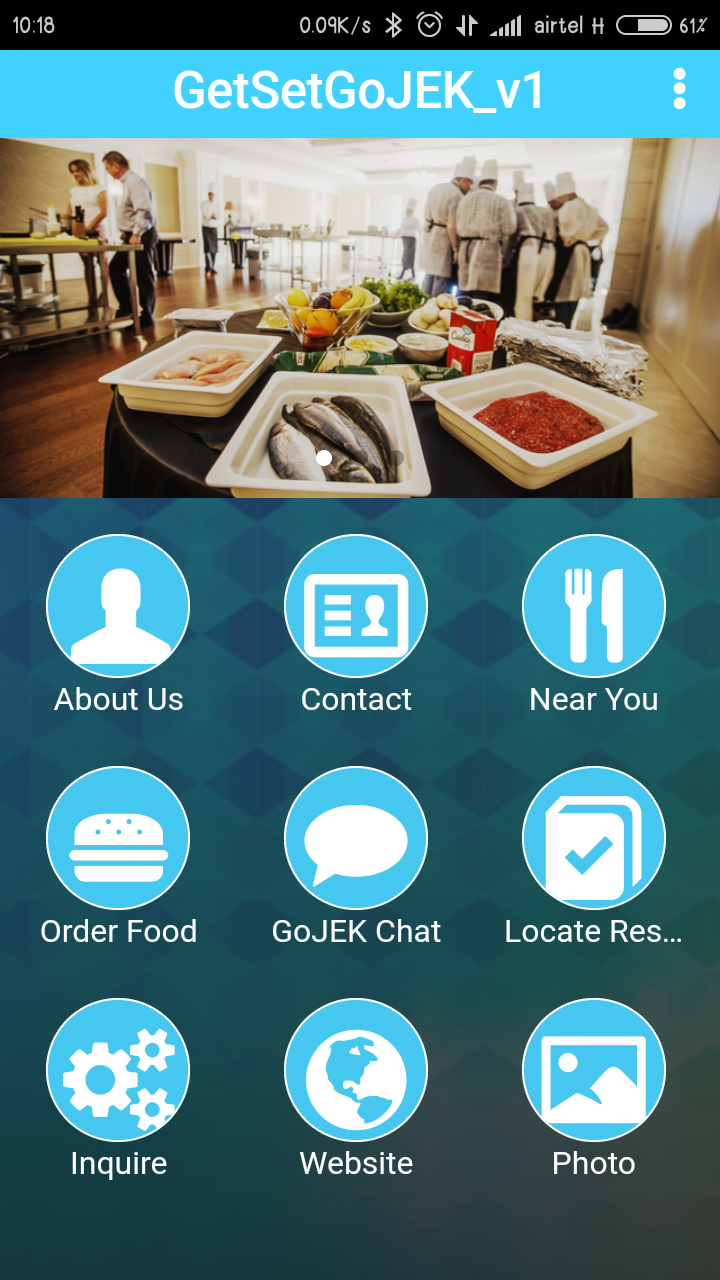 10:18 0.09K/s airtel H 61%
GetSetGoJEK_v1
About Us Contact Near You
Order Food GoJEK Chat Locate Res...
Inquire Website Photo